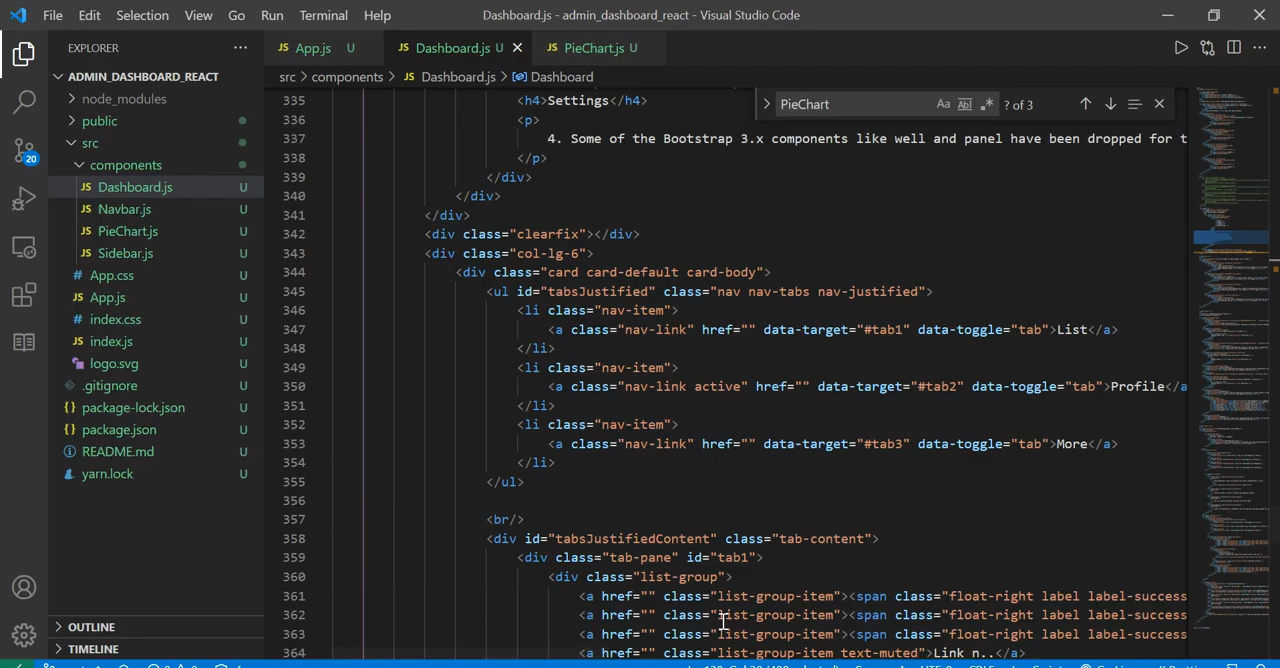 File Edit Selection View Go Run Terminal Help Dashboard.js - admin_dashboard_react - Visual Studio Code
EXPLORER
JS App.js U JS Dashboard.js U JS PieChart.js U
ADMIN_DASHBOARD_REACT
src > components > JS Dashboard.js > Dashboard
PieChart Aa Ab ? of 3
node_modules
public
src
components
JS Dashboard.js U
JS Navbar.js U
JS PieChart.js U
JS Sidebar.js U
# App.css U
JS App.js U
# index.css U
JS index.js U
logo.svg U
.gitignore U
{} package-lock.json U
{} package.json U
README.md U
yarn.lock U
OUTLINE
TIMELINE
20
335 <h4>Settings</h4>
336 <p>
337 4. Some of the Bootstrap 3.x components like well and panel have been dropped for t
338 </p>
339 </div>
340 </div>
341 </div>
342 <div class="clearfix"></div>
343 <div class="col-lg-6">
344 <div class="card card-default card-body">
345 <ul id="tabsJustified" class="nav nav-tabs nav-justified">
346 <li class="nav-item">
347 <a class="nav-link" href="" data-target="#tab1" data-toggle="tab">List</a>
348 </li>
349 <li class="nav-item">
350 <a class="nav-link active" href="" data-target="#tab2" data-toggle="tab">Profile</a
351 </li>
352 <li class="nav-item">
353 <a class="nav-link" href="" data-target="#tab3" data-toggle="tab">More</a>
354 </li>
355 </ul>
356
357 <br/>
358 <div id="tabsJustifiedContent" class="tab-content">
359 <div class="tab-pane" id="tab1">
360 <div class="list-group">
361 <a href="" class="list-group-item"><span class="float-right label label-success
362 <a href="" class="list-group-item"><span class="float-right label label-success
363 <a href="" class="list-group-item"><span class="float-right label label-success
364 <a href="" class="list-group-item text-muted">Link n..</a>